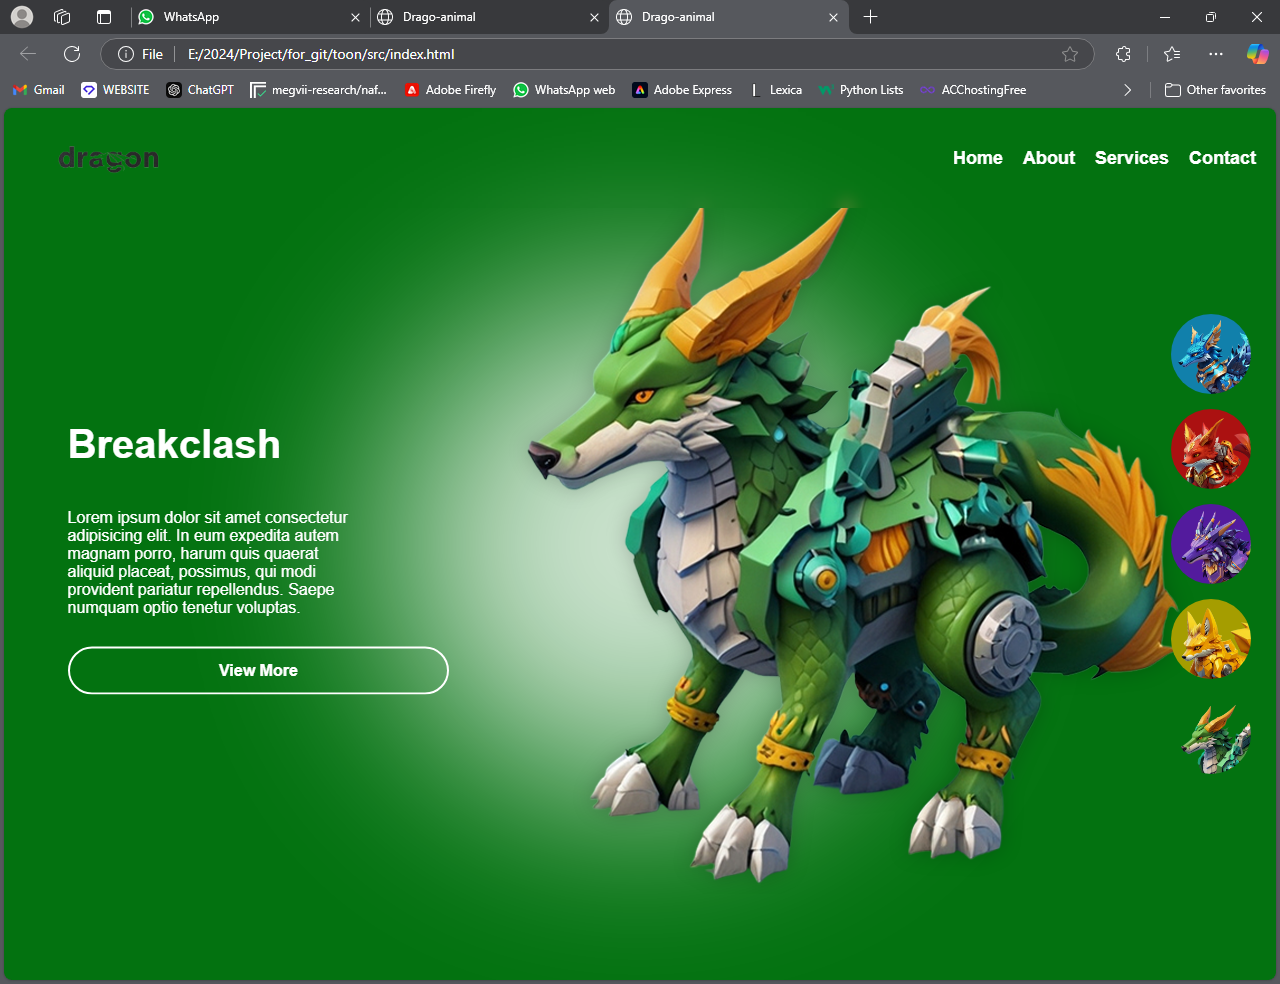 WhatsApp
Drago-animal
Drago-animal
File
E:/2024/Project/for_git/toon/src/index.html
Gmail
WEBSITE
ChatGPT
megvii-research/naf...
Adobe Firefly
WhatsApp web
Adobe Express
Lexica
Python Lists
ACChostingFree
Other favorites
dragon
Home
About
Services
Contact
Breakclash
Lorem ipsum dolor sit amet consectetur
adipisicing elit. In eum expedita autem
magnam porro, harum quis quaerat
aliquid placeat, possimus, qui modi
provident pariatur repellendus. Saepe
numquam optio tenetur voluptas.
View More